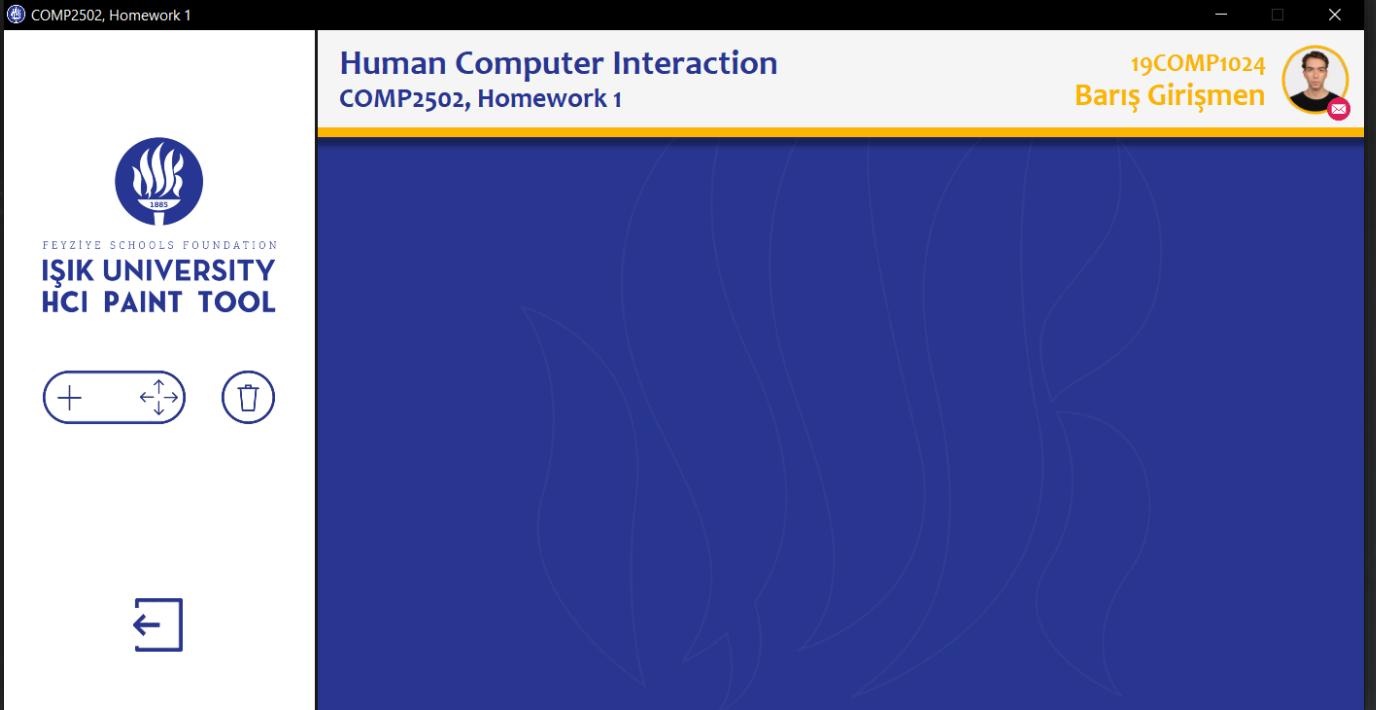 COMP2502, Homework 1
Human Computer Interaction
COMP2502, Homework 1
19COMP1024
Barış Girişmen
1885
FEYZİYE SCHOOLS FOUNDATION
IŞIK UNIVERSITY
HCI PAINT TOOL